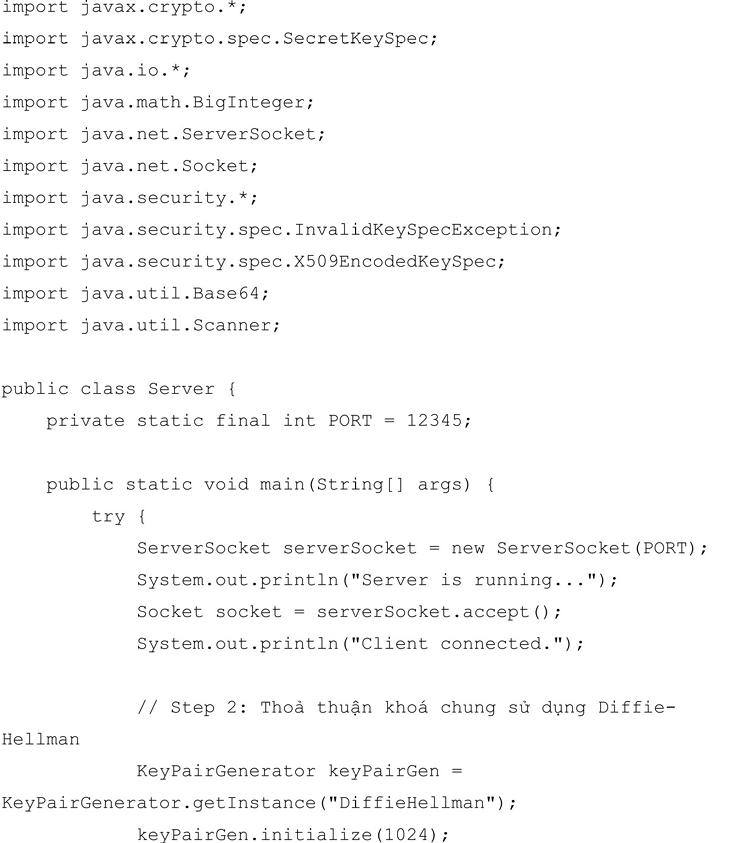 import javax.crypto.*;
import javax.crypto.spec.SecretKeySpec;
import java.io.*;
import java.math.BigInteger;
import java.net.ServerSocket;
import java.net.Socket;
import java.security.*;
import java.security.spec.InvalidKeySpecException;
import java.security.spec.X509EncodedKeySpec;
import java.util.Base64;
import java.util.Scanner;

public class Server {
    private static final int PORT = 12345;

    public static void main(String[] args) {
        try {
            ServerSocket serverSocket = new ServerSocket(PORT);
            System.out.println("Server is running...");
            Socket socket = serverSocket.accept();
            System.out.println("Client connected.");

            // Step 2: Thoả thuận khoá chung sử dụng Diffie-
Hellman
            KeyPairGenerator keyPairGen =
KeyPairGenerator.getInstance("DiffieHellman");
            keyPairGen.initialize(1024);